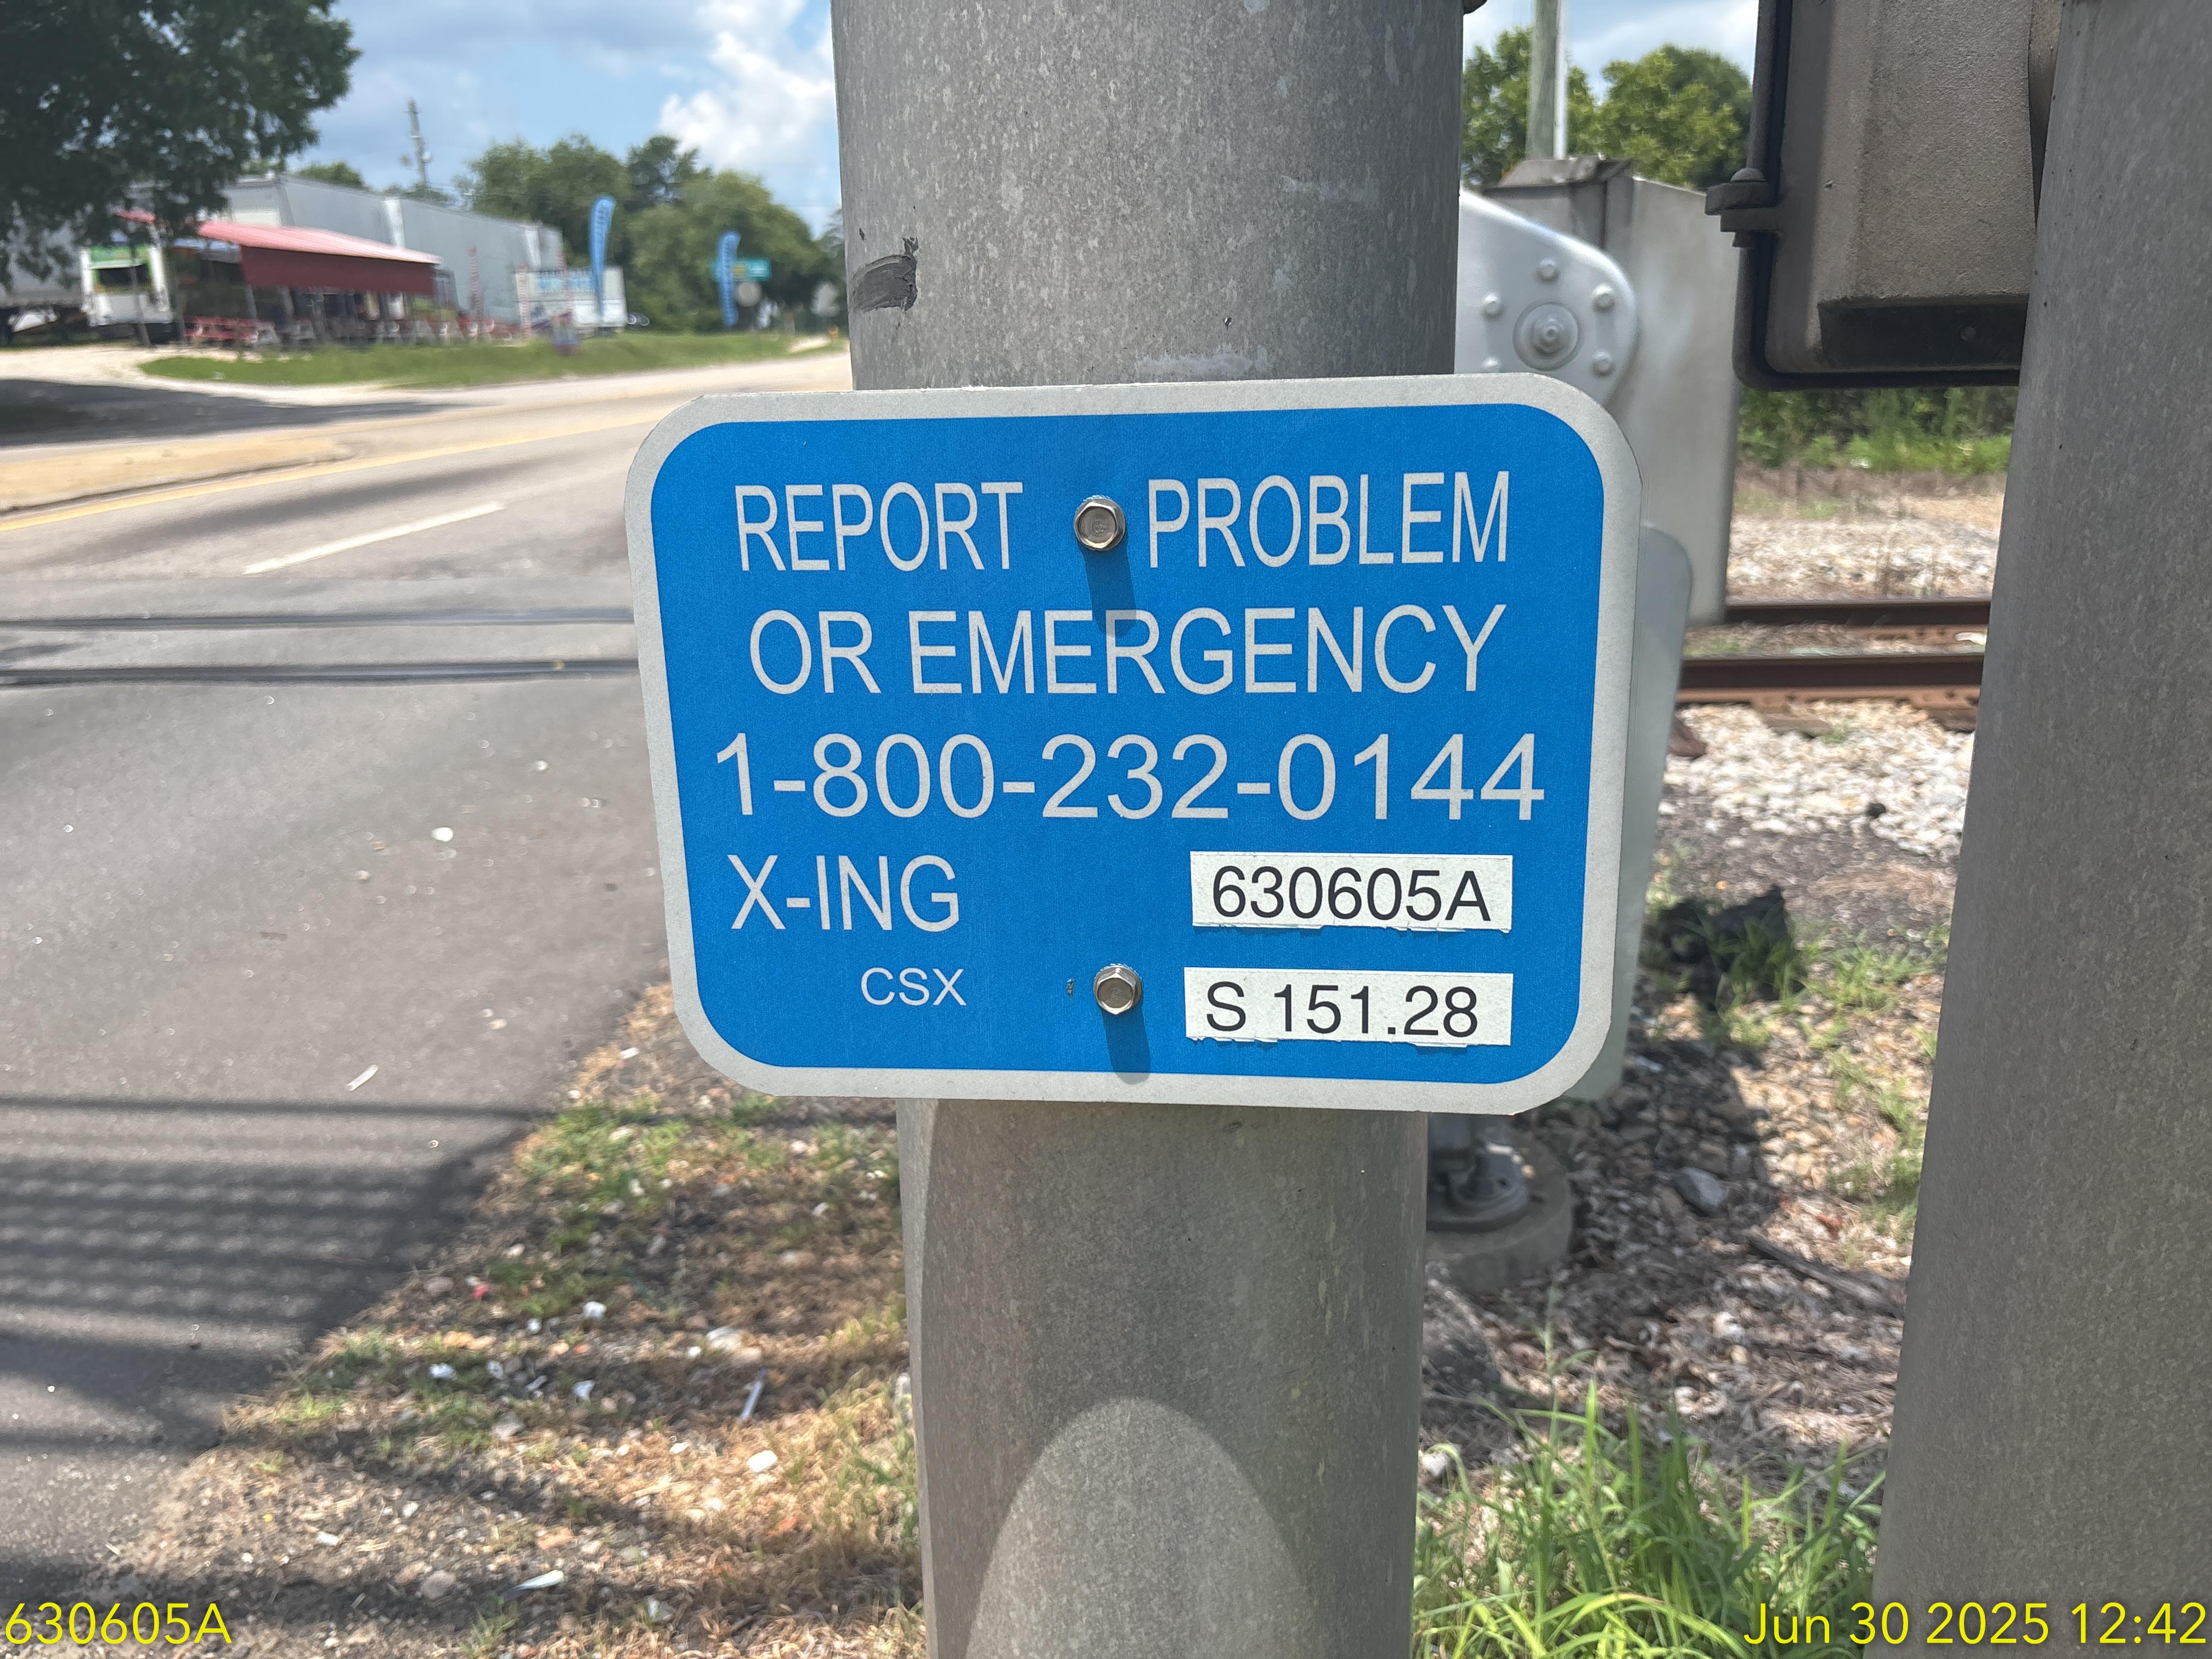 REPORT PROBLEM
OR EMERGENCY
1-800-232-0144
X-ING 630605A
CSX S 151.28
630605A
Jun 30 2025 12:42